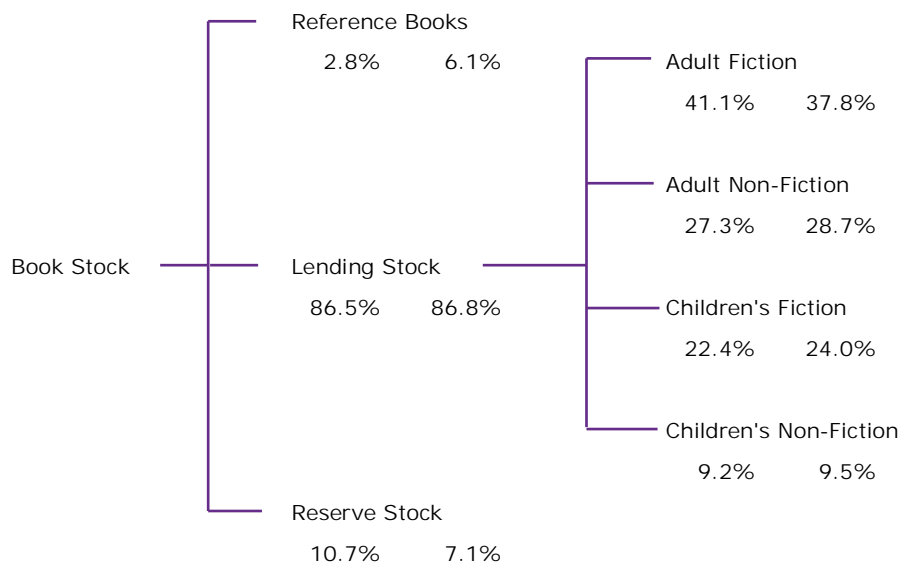 Reference Books
2.8% 6.1%
Adult Fiction
41.1% 37.8%
Adult Non-Fiction
27.3% 28.7%
Book Stock
Lending Stock
86.5% 86.8%
Children's Fiction
22.4% 24.0%
Children's Non-Fiction
9.2% 9.5%
Reserve Stock
10.7% 7.1%